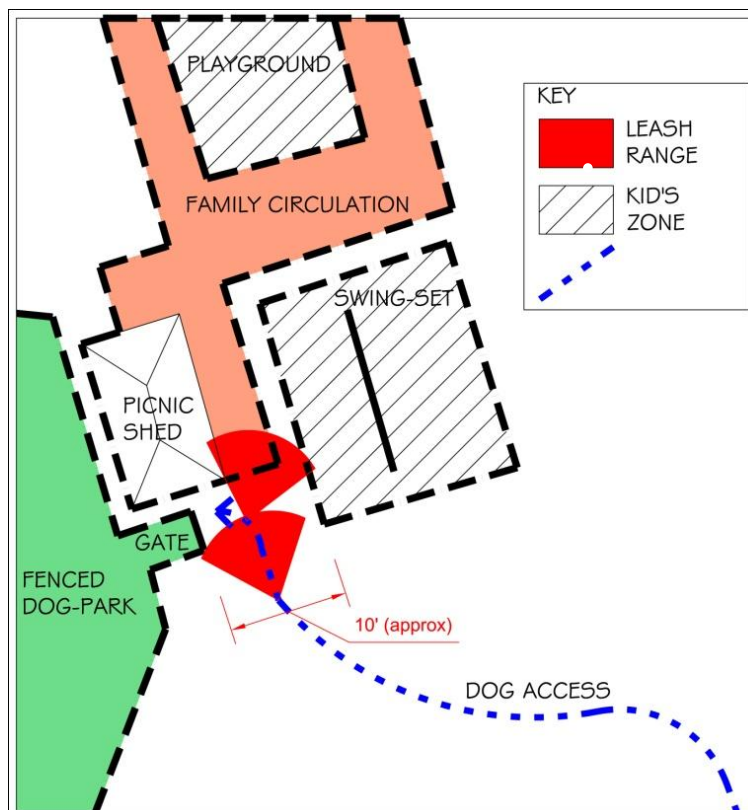 PLAYGROUND
KEY
LEASH
RANGE
FAMILY CIRCULATION
KID'S
ZONE
SWING-SET
PICNIC
SHED
GATE
FENCED
DOG-PARK
10' (approx)
DOG ACCESS